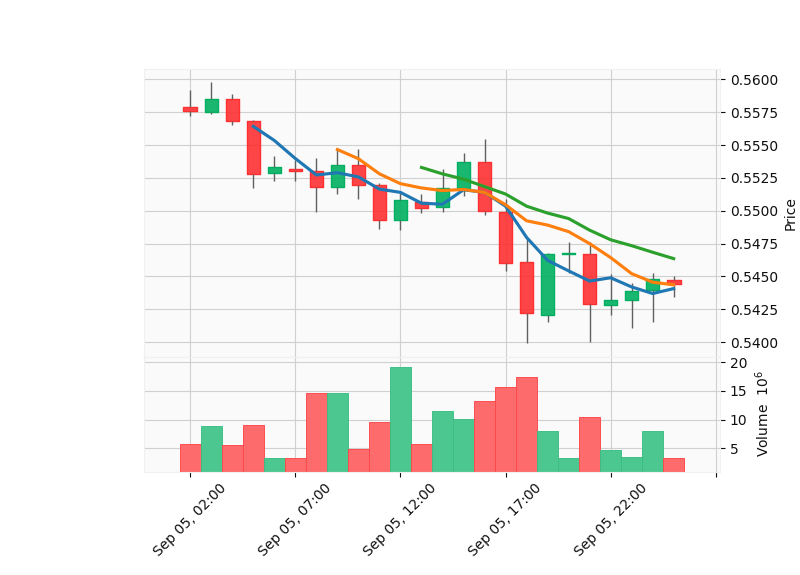 0.5600
0.5575
0.5550
0.5525
0.5500
0.5475
0.5450
0.5425
0.5400
Price
20
15
10
5
Volume 10^6
Sep 05, 02:00
Sep 05, 07:00
Sep 05, 12:00
Sep 05, 17:00
Sep 05, 22:00